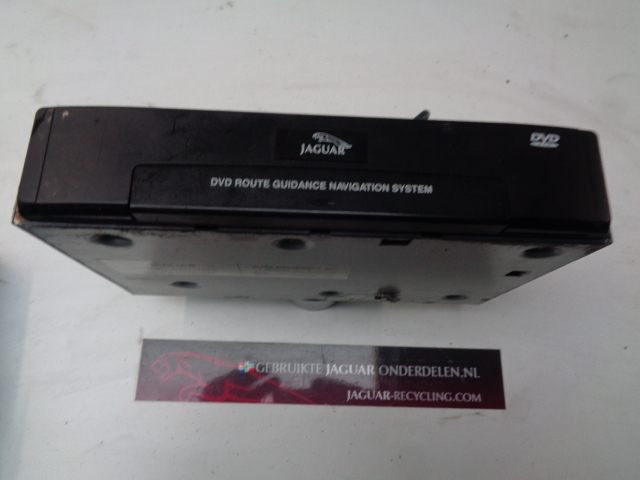 JAGUAR
DVD
DVD ROUTE GUIDANCE NAVIGATION SYSTEM
GEBRUIKTE JAGUAR ONDERDELEN.NL
JAGUAR-RECYCLING.COM